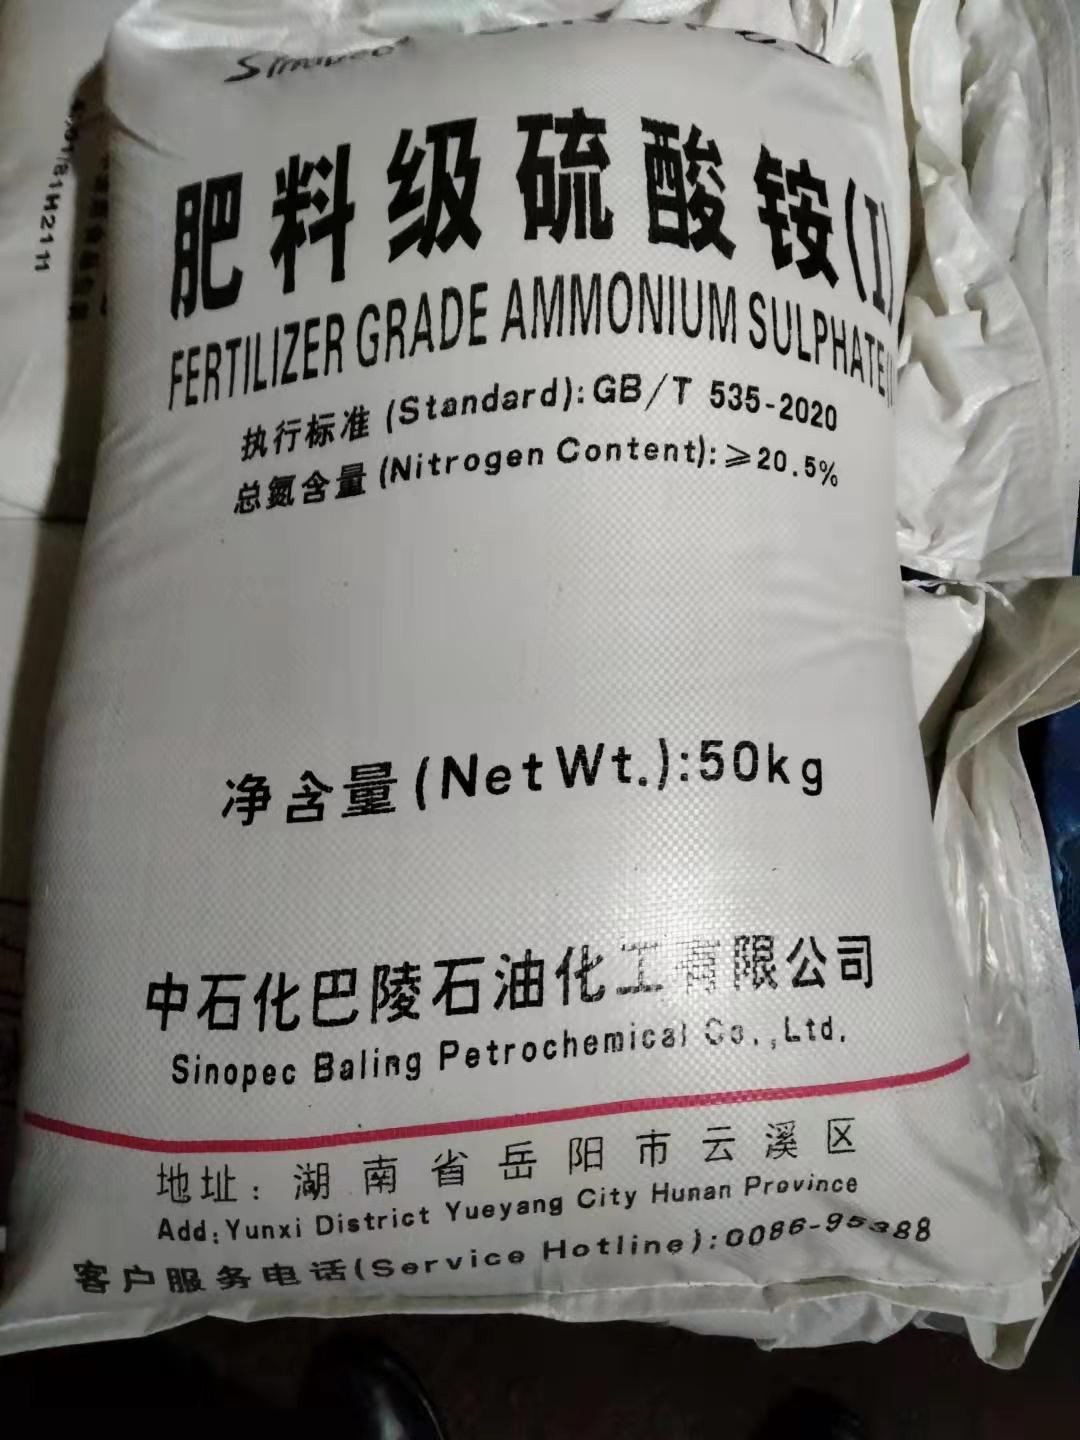 Sinopec
肥料级硫酸铵(I)
FERTILIZER GRADE AMMONIUM SULPHATE(I
执行标准 (Standard):GB/T 535-2020
总氮含量 (Nitrogen Content):≥20.5%
净含量(Net Wt.):50kg
中石化巴陵石油化工有限公司
Sinopec Baling Petrochemical Co.,Ltd.
地址：湖南省岳阳市云溪区
Add:Yunxi District Yueyang City Hunan Province
客户服务电话(Service Hotline):0086-95388